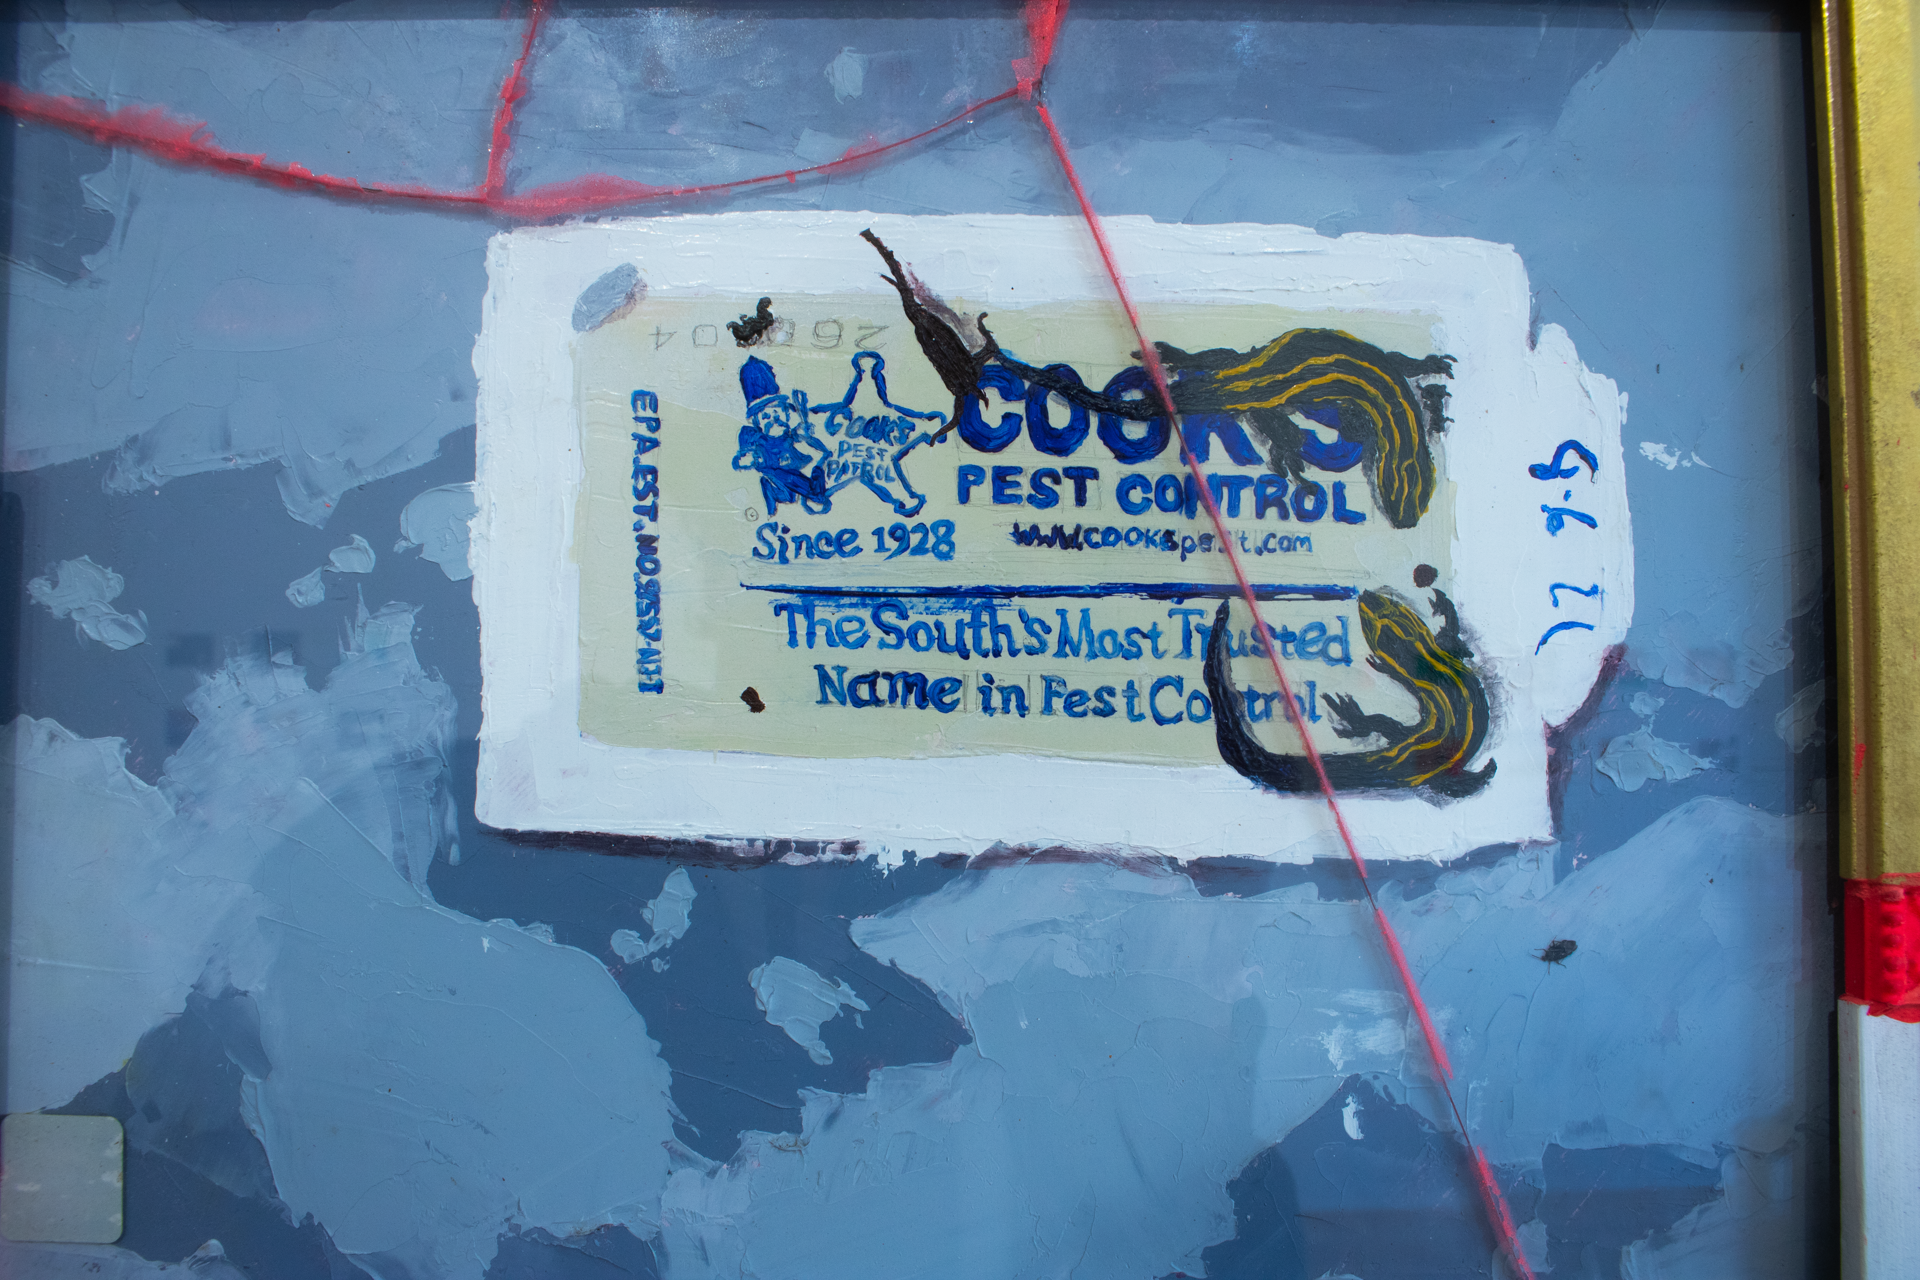 COOK'S
PEST CONTROL
www.cookspest.com
COOK'S
PEST
PATROL
Since 1928
The South's Most Trusted
Name in Pest Control
EPA.EST.NO.